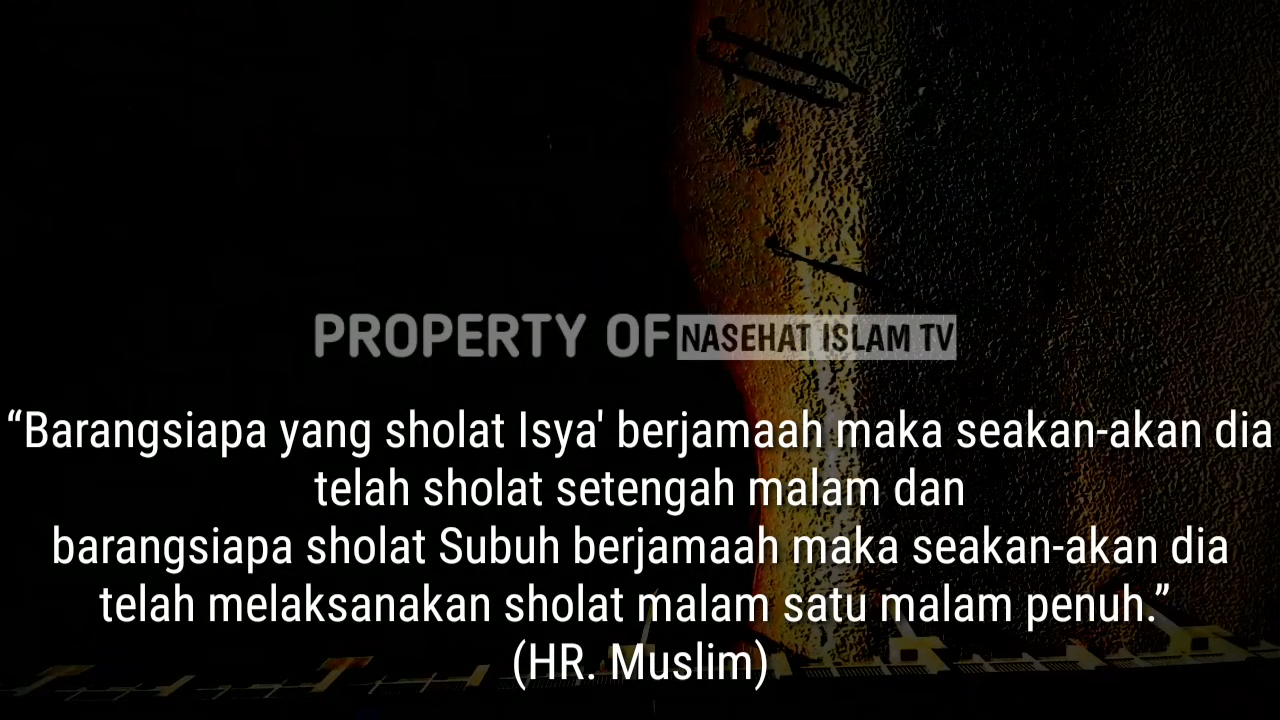 PROPERTY OF NASEHAT ISLAM TV
“Barangsiapa yang sholat Isya' berjamaah maka seakan-akan dia
telah sholat setengah malam dan
barangsiapa sholat Subuh berjamaah maka seakan-akan dia
telah melaksanakan sholat malam satu malam penuh.”
(HR. Muslim)